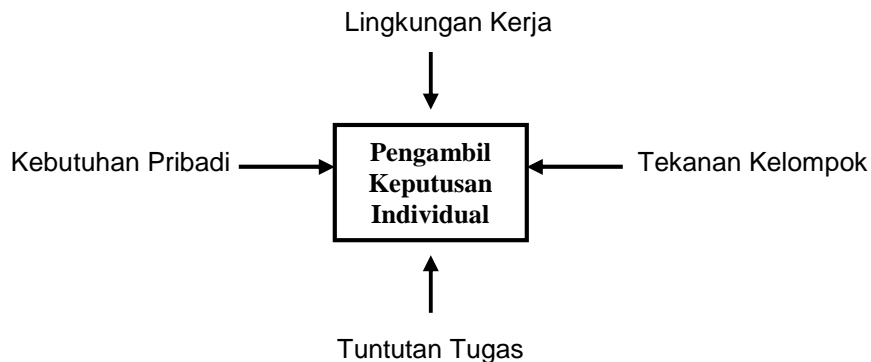 Lingkungan Kerja
Kebutuhan Pribadi
Pengambil
Keputusan
Individual
Tekanan Kelompok
Tuntutan Tugas